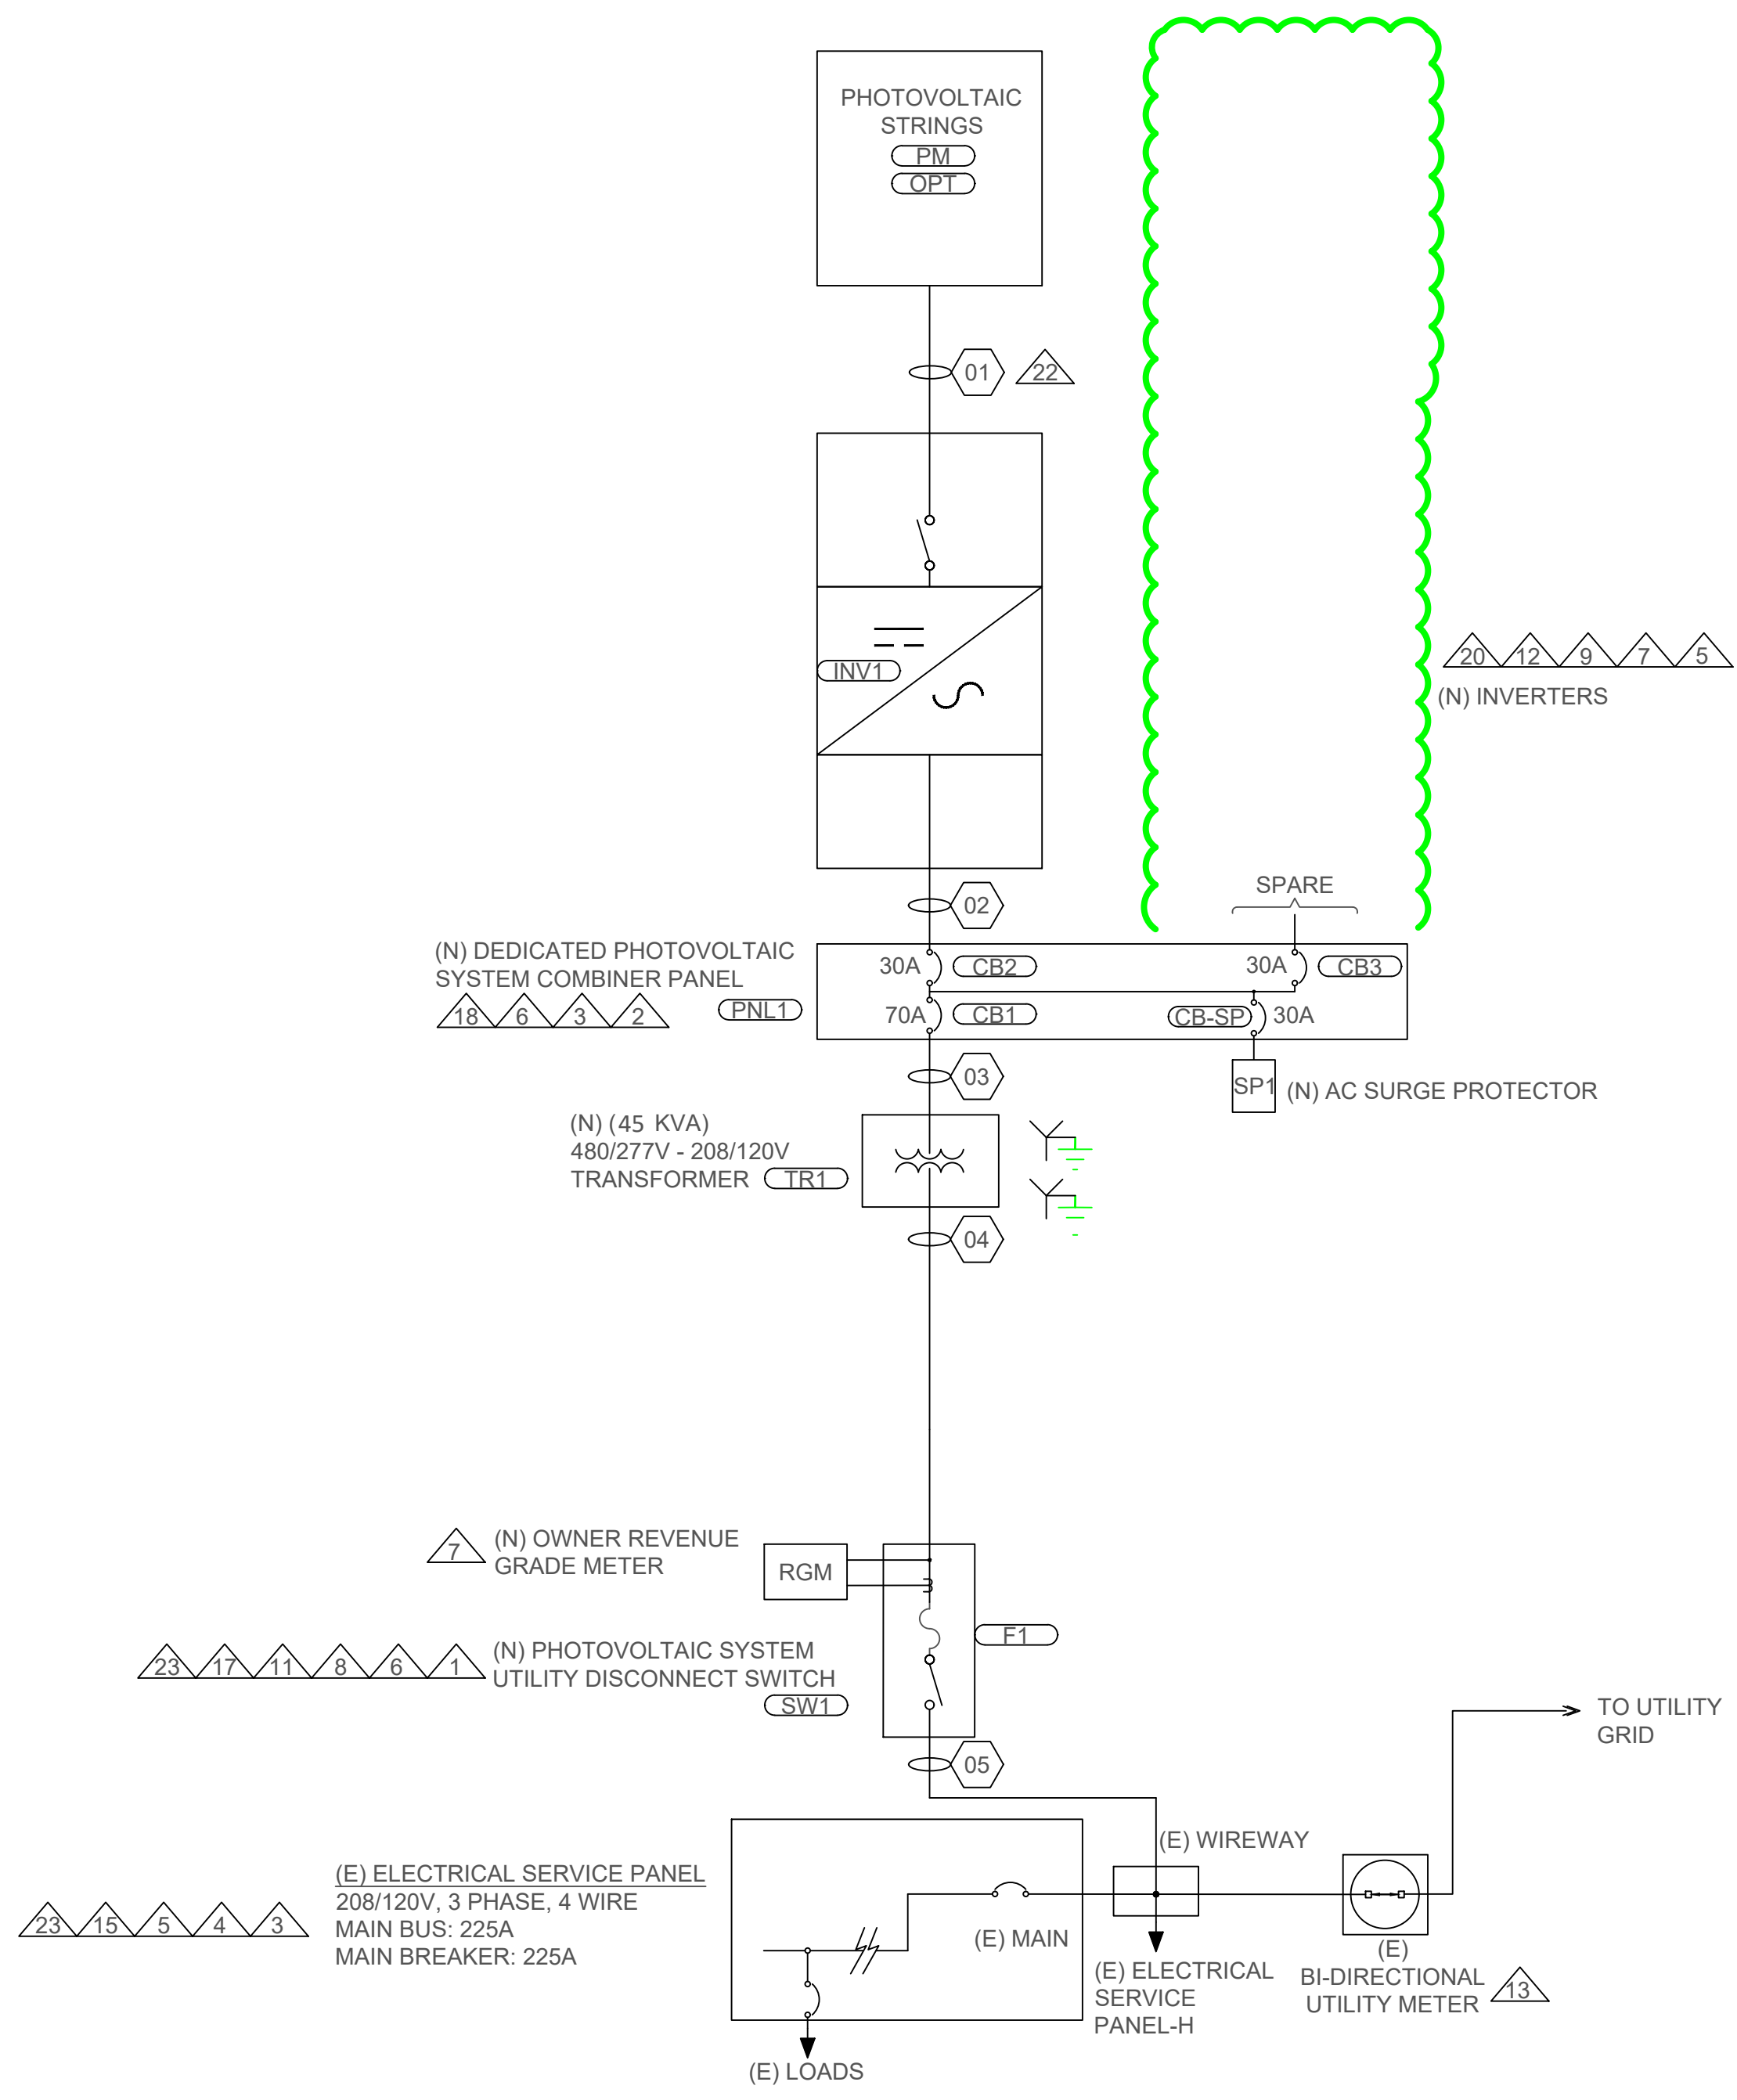 PHOTOVOLTAIC
STRINGS
PM
OPT
01
22
INV1
20 12 9 7 5
(N) INVERTERS
02
SPARE
(N) DEDICATED PHOTOVOLTAIC
SYSTEM COMBINER PANEL
18 6 3 2
PNL1
30A CB2
30A CB3
70A CB1
CB-SP 30A
03
SP1
(N) AC SURGE PROTECTOR
(N) (45 KVA)
480/277V - 208/120V
TRANSFORMER TR1
04
7
(N) OWNER REVENUE
GRADE METER
RGM
F1
23 17 11 8 6 1
(N) PHOTOVOLTAIC SYSTEM
UTILITY DISCONNECT SWITCH
SW1
05
TO UTILITY
GRID
(E) WIREWAY
23 15 5 4 3
(E) ELECTRICAL SERVICE PANEL
208/120V, 3 PHASE, 4 WIRE
MAIN BUS: 225A
MAIN BREAKER: 225A
(E) MAIN
(E) ELECTRICAL
SERVICE
PANEL-H
(E)
BI-DIRECTIONAL
UTILITY METER
13
(E) LOADS